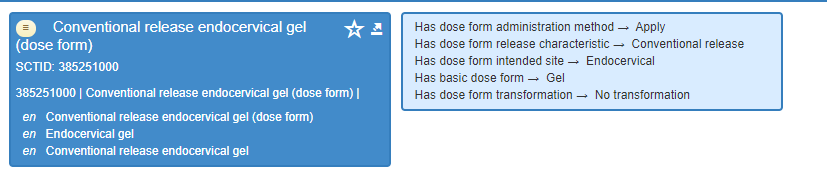 Conventional release endocervical gel
(dose form)
SCTID: 385251000
385251000 | Conventional release endocervical gel (dose form) |
en Conventional release endocervical gel (dose form)
en Endocervical gel
en Conventional release endocervical gel
Has dose form administration method → Apply
Has dose form release characteristic → Conventional release
Has dose form intended site → Endocervical
Has basic dose form → Gel
Has dose form transformation → No transformation